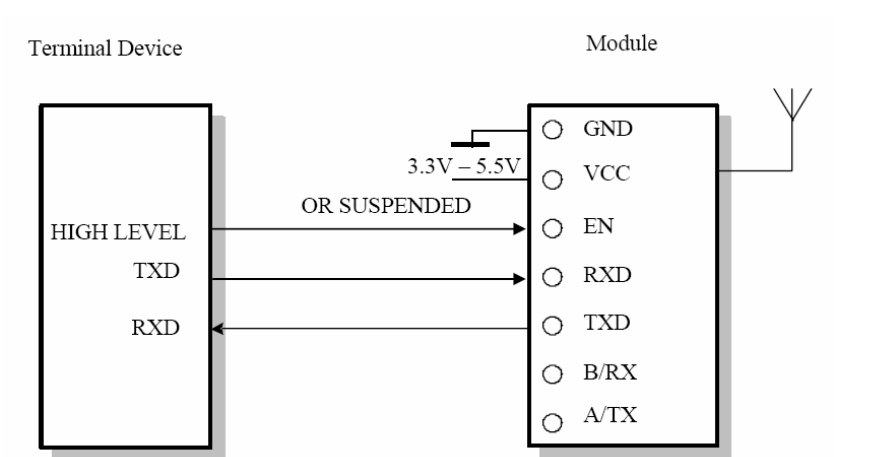 Terminal Device
Module
GND
3.3V – 5.5V
VCC
OR SUSPENDED
HIGH LEVEL
EN
TXD
RXD
RXD
TXD
B/RX
A/TX